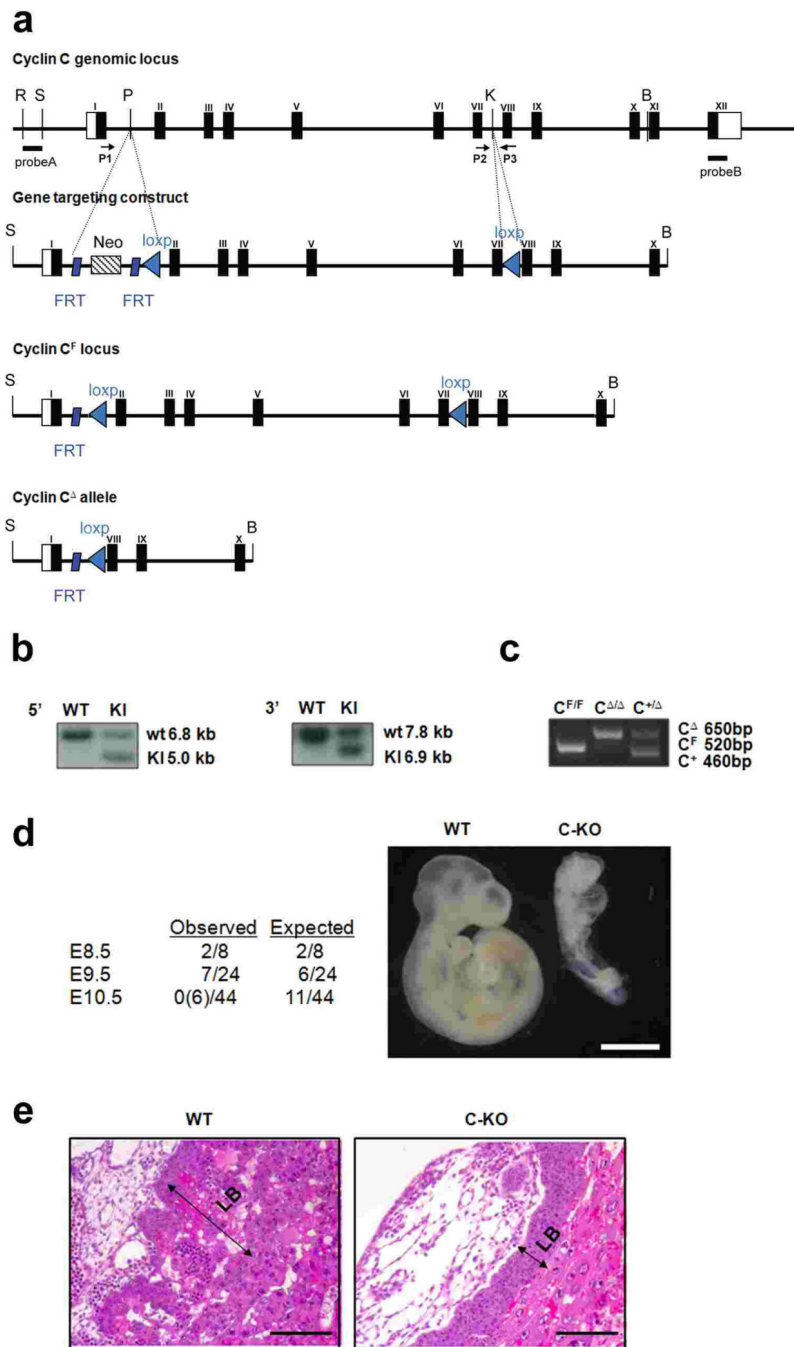 a
Cyclin C genomic locus
R S I P II III IV V VI VII K VIII IX X B XI XII
probeA P1 P2 P3 probeB
Gene targeting construct
S I Neo loxp II III IV V VI VII loxp VIII IX X B
FRT FRT
Cyclin Cᶠ locus
S I loxp II III IV V VI VII loxp VIII IX X B
FRT
Cyclin C^Δ allele
S I loxp VIII IX X B
FRT
b
5’ WT KI
wt 6.8 kb
KI 5.0 kb
3’ WT KI
wt 7.8 kb
KI 6.9 kb
c
C^F/F C^Δ/Δ C^+/Δ
C^Δ 650bp
C^F 520bp
C^+ 460bp
d
WT C-KO
Observed Expected
E8.5 2/8 2/8
E9.5 7/24 6/24
E10.5 0(6)/44 11/44
e
WT C-KO
LB LB